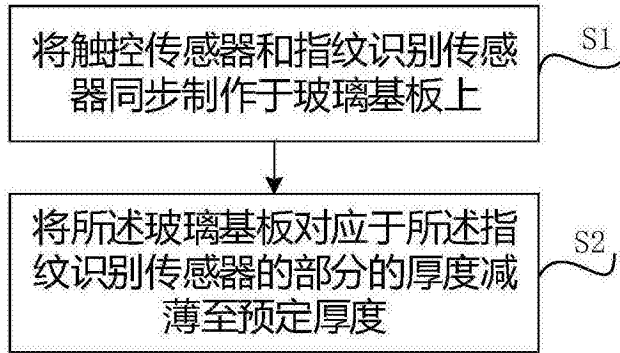 将触控传感器和指纹识别传感
器同步制作于玻璃基板上
S1
将所述玻璃基板对应于所述指
纹识别传感器的部分的厚度减
薄至预定厚度
S2